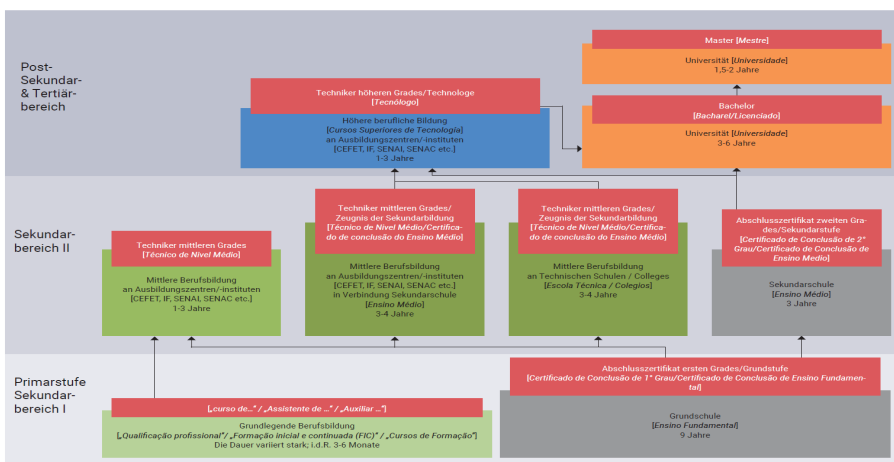 Post-
Sekundar-
& Tertiär-
bereich
Master [Mestre]
Universität [Universidade]
1,5-2 Jahre
Techniker höheren Grades/Technologe
[Tecnólogo]
Höhere berufliche Bildung
[Cursos Superiores de Tecnologia]
an Ausbildungszentren/-instituten
[CEFET, IF, SENAI, SENAC etc.]
1-3 Jahre
Bachelor
[Bacharel/Licenciado]
Universität [Universidade]
3-6 Jahre
Sekundar-
bereich II
Techniker mittleren Grades
[Técnico de Nivel Médio]
Mittlere Berufsbildung
an Ausbildungszentren/-instituten
[CEFET, IF, SENAI, SENAC etc.]
1-3 Jahre
Techniker mittleren Grades/
Zeugnis der Sekundarbildung
[Técnico de Nivel Médio/Certifica-
do de conclusão do Ensino Médio]
Mittlere Berufsbildung
an Ausbildungszentren/-instituten
[CEFET, IF, SENAI, SENAC etc.]
in Verbindung Sekundarschule
[Ensino Médio]
3-4 Jahre
Techniker mittleren Grades/
Zeugnis der Sekundarbildung
[Técnico de Nivel Médio/Certifica-
do de conclusão do Ensino Médio]
Mittlere Berufsbildung
an Technischen Schulen / Colleges
[Escola Técnica / Colegios]
3-4 Jahre
Abschlusszertifikat zweiten Gra-
des/Sekundarstufe
[Certificado de Conclusão de 2°
Grau/Certificado de Conclusão de
Ensino Medio]
Sekundarschule
[Ensino Médio]
3 Jahre
Primarstufe
Sekundar-
bereich I
[„curso de...“ / „Assistente de ...“ / „Auxiliar ...“]
Grundlegende Berufsbildung
[„Qualificação profissional“/ „Formação inicial e continuada (FIC)“ / „Cursos de Formação“]
Die Dauer variiert stark; i.d.R. 3-6 Monate
Abschlusszertifikat ersten Grades/Grundstufe
[Certificado de Conclusão de 1° Grau/Certificado de Conclusão de Ensino Fundamen-
tal]
Grundschule
[Ensino Fundamental]
9 Jahre